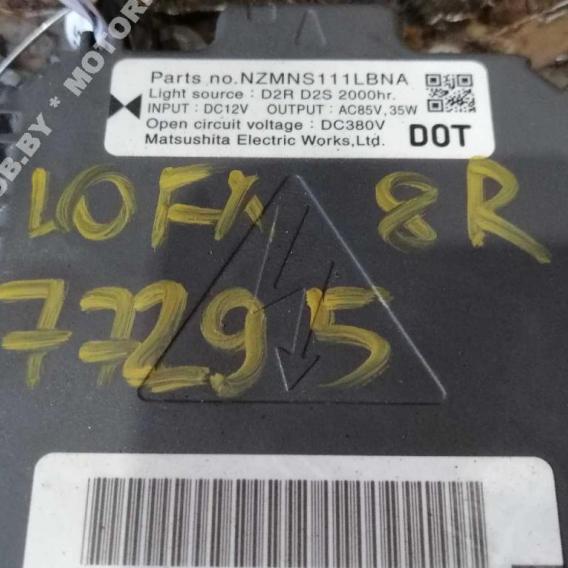 Parts no.NZMNS111LBNA
Light source : D2R D2S 2000hr.
INPUT : DC12V OUTPUT : AC85V, 35W
Open circuit voltage : DC380V DOT
Matsushita Electric Works,Ltd.
8R
77295